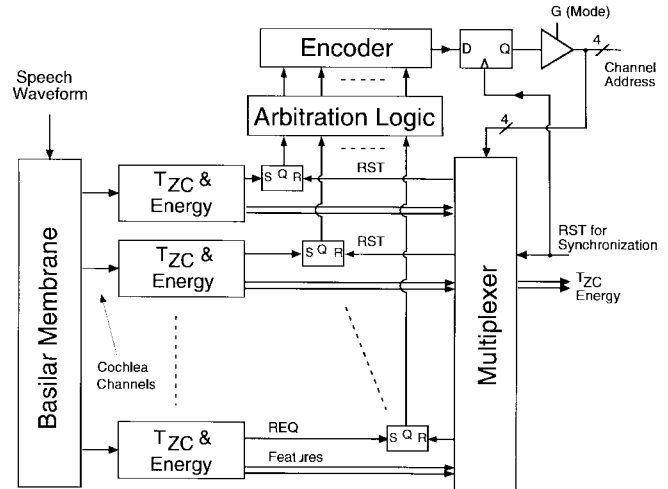 G (Mode)
Encoder
D Q
4
Channel
Address
Speech
Waveform
Arbitration Logic
4
T_ZC &
Energy
S Q R
RST
T_ZC &
Energy
S Q R
RST
RST for
Synchronization
T_ZC
Energy
Basilar Membrane
Multiplexer
Cochlea
Channels
T_ZC &
Energy
REQ
Features
S Q R